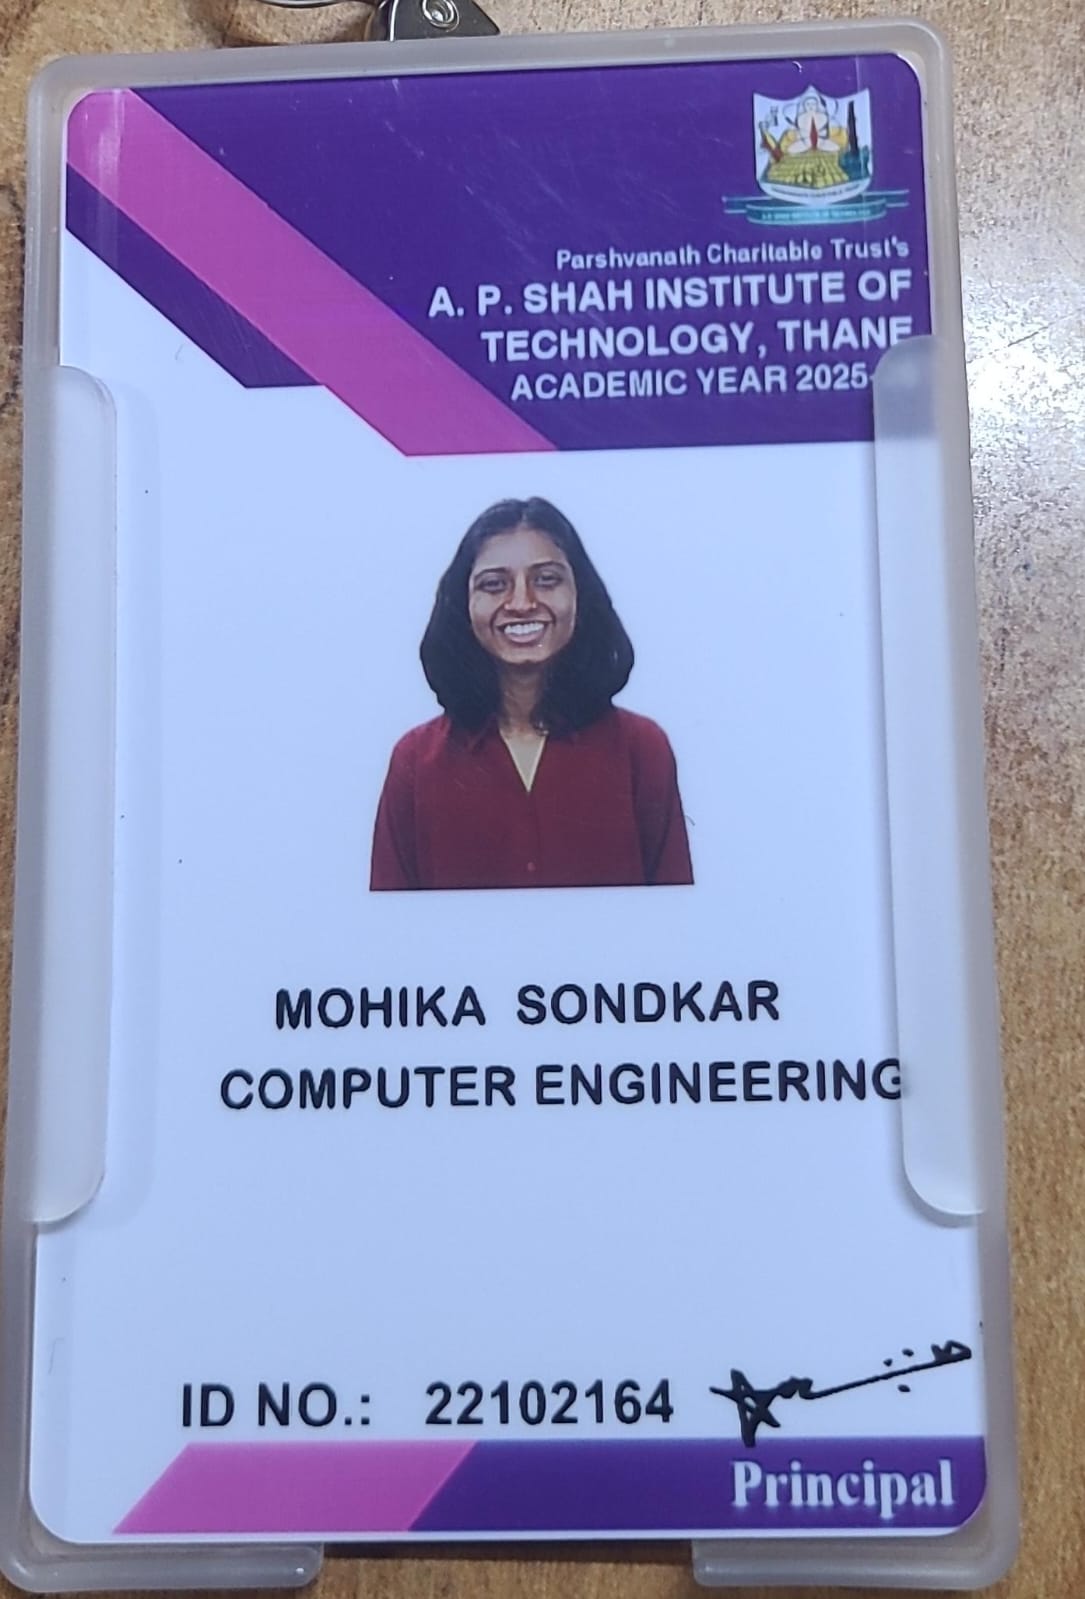 Parshvanath Charitable Trust's
A. P. SHAH INSTITUTE OF
TECHNOLOGY, THANE
ACADEMIC YEAR 2025-
MOHIKA SONDKAR
COMPUTER ENGINEERING
ID NO.: 22102164
Principal